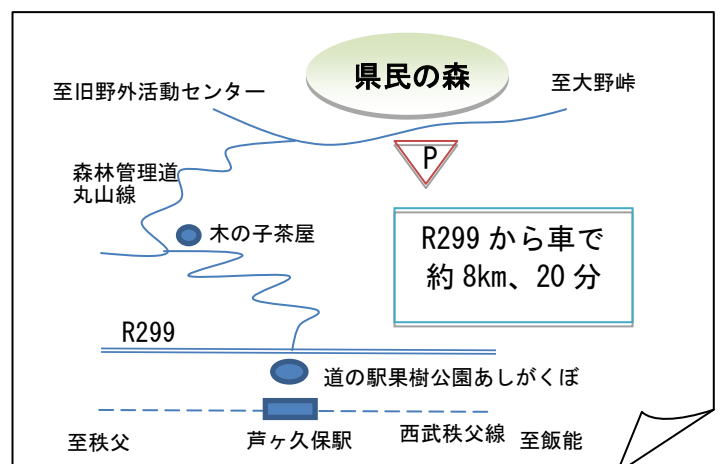 県民の森
至旧野外活動センター
至大野峠
P
森林管理道
丸山線
木の子茶屋
R299 から車で
約 8km、20 分
R299
道の駅果樹公園あしがくぼ
至秩父
芦ヶ久保駅
西武秩父線
至飯能